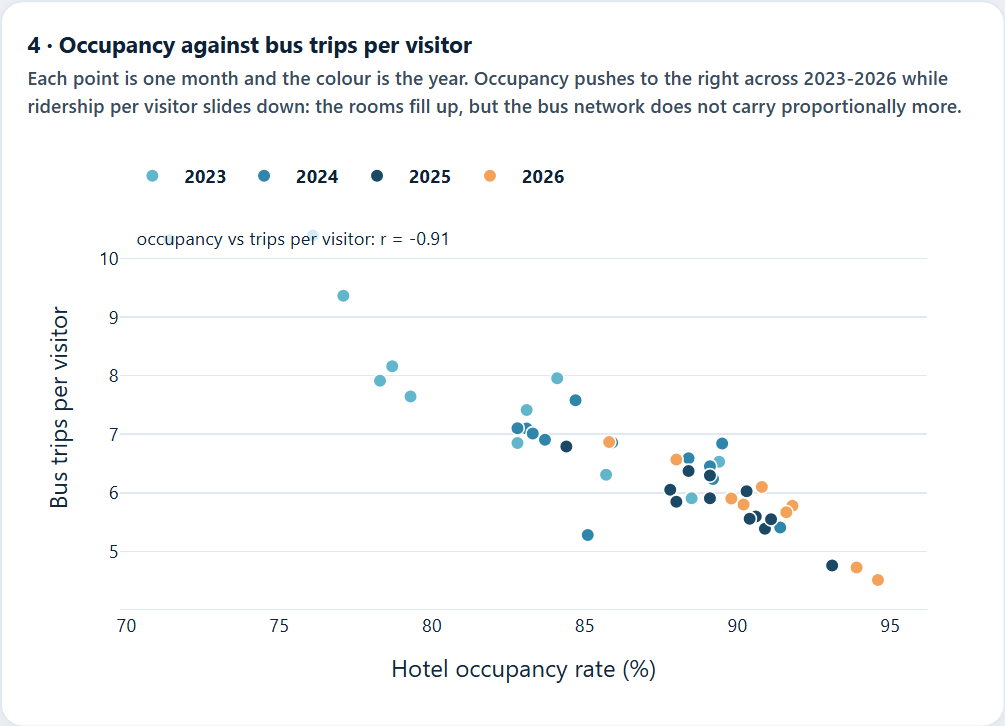 4 · Occupancy against bus trips per visitor
Each point is one month and the colour is the year. Occupancy pushes to the right across 2023-2026 while
ridership per visitor slides down: the rooms fill up, but the bus network does not carry proportionally more.
2023 2024 2025 2026
occupancy vs trips per visitor: r = -0.91
10
9
8
7
6
5
Bus trips per visitor
70 75 80 85 90 95
Hotel occupancy rate (%)